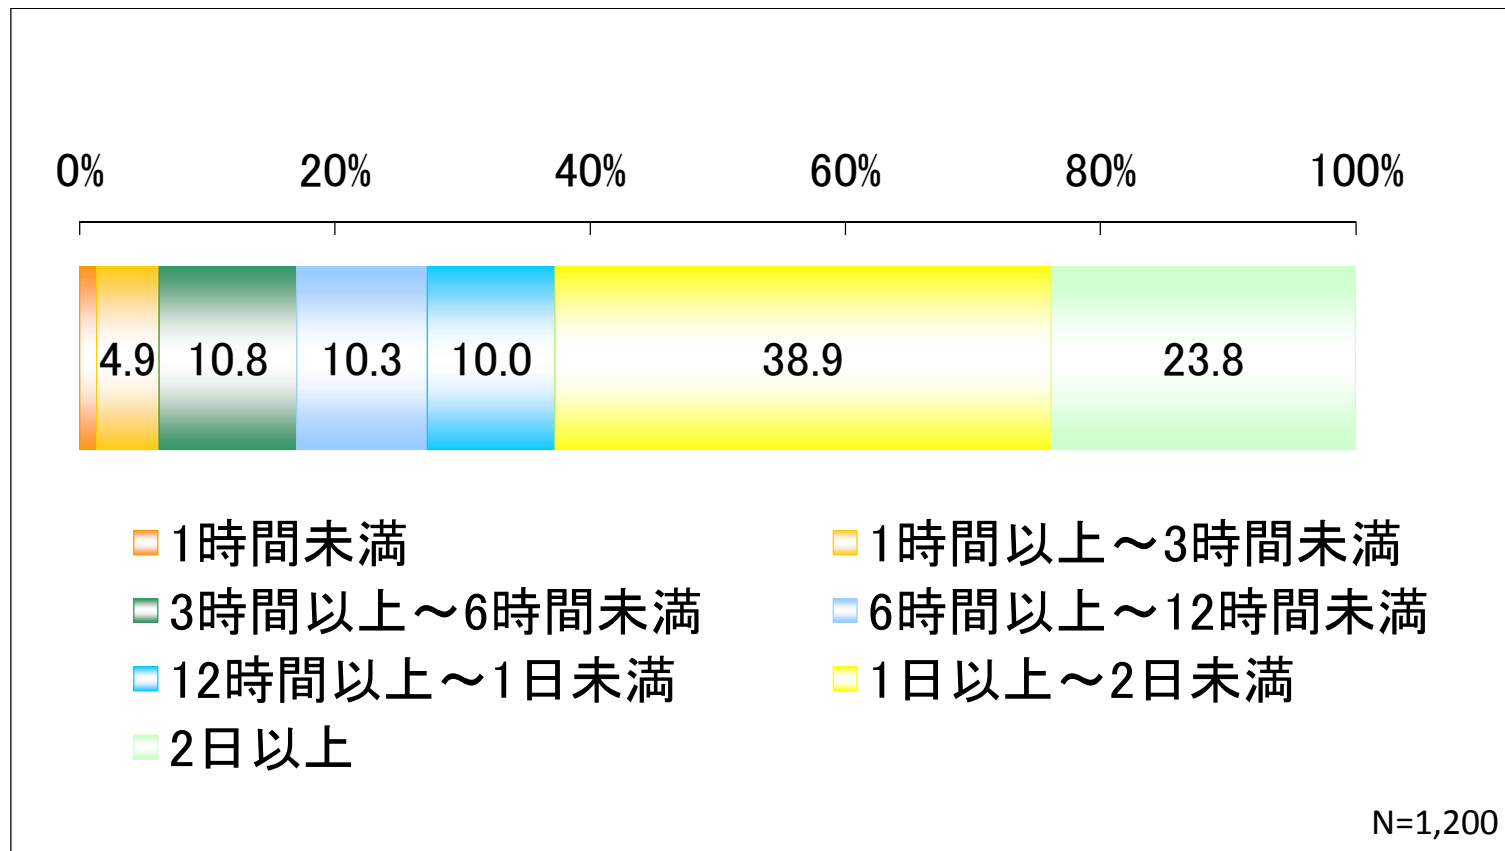 0% 20% 40% 60% 80% 100%
4.9 10.8 10.3 10.0 38.9 23.8
1時間未満 1時間以上～3時間未満
3時間以上～6時間未満 6時間以上～12時間未満
12時間以上～1日未満 1日以上～2日未満
2日以上
N=1,200